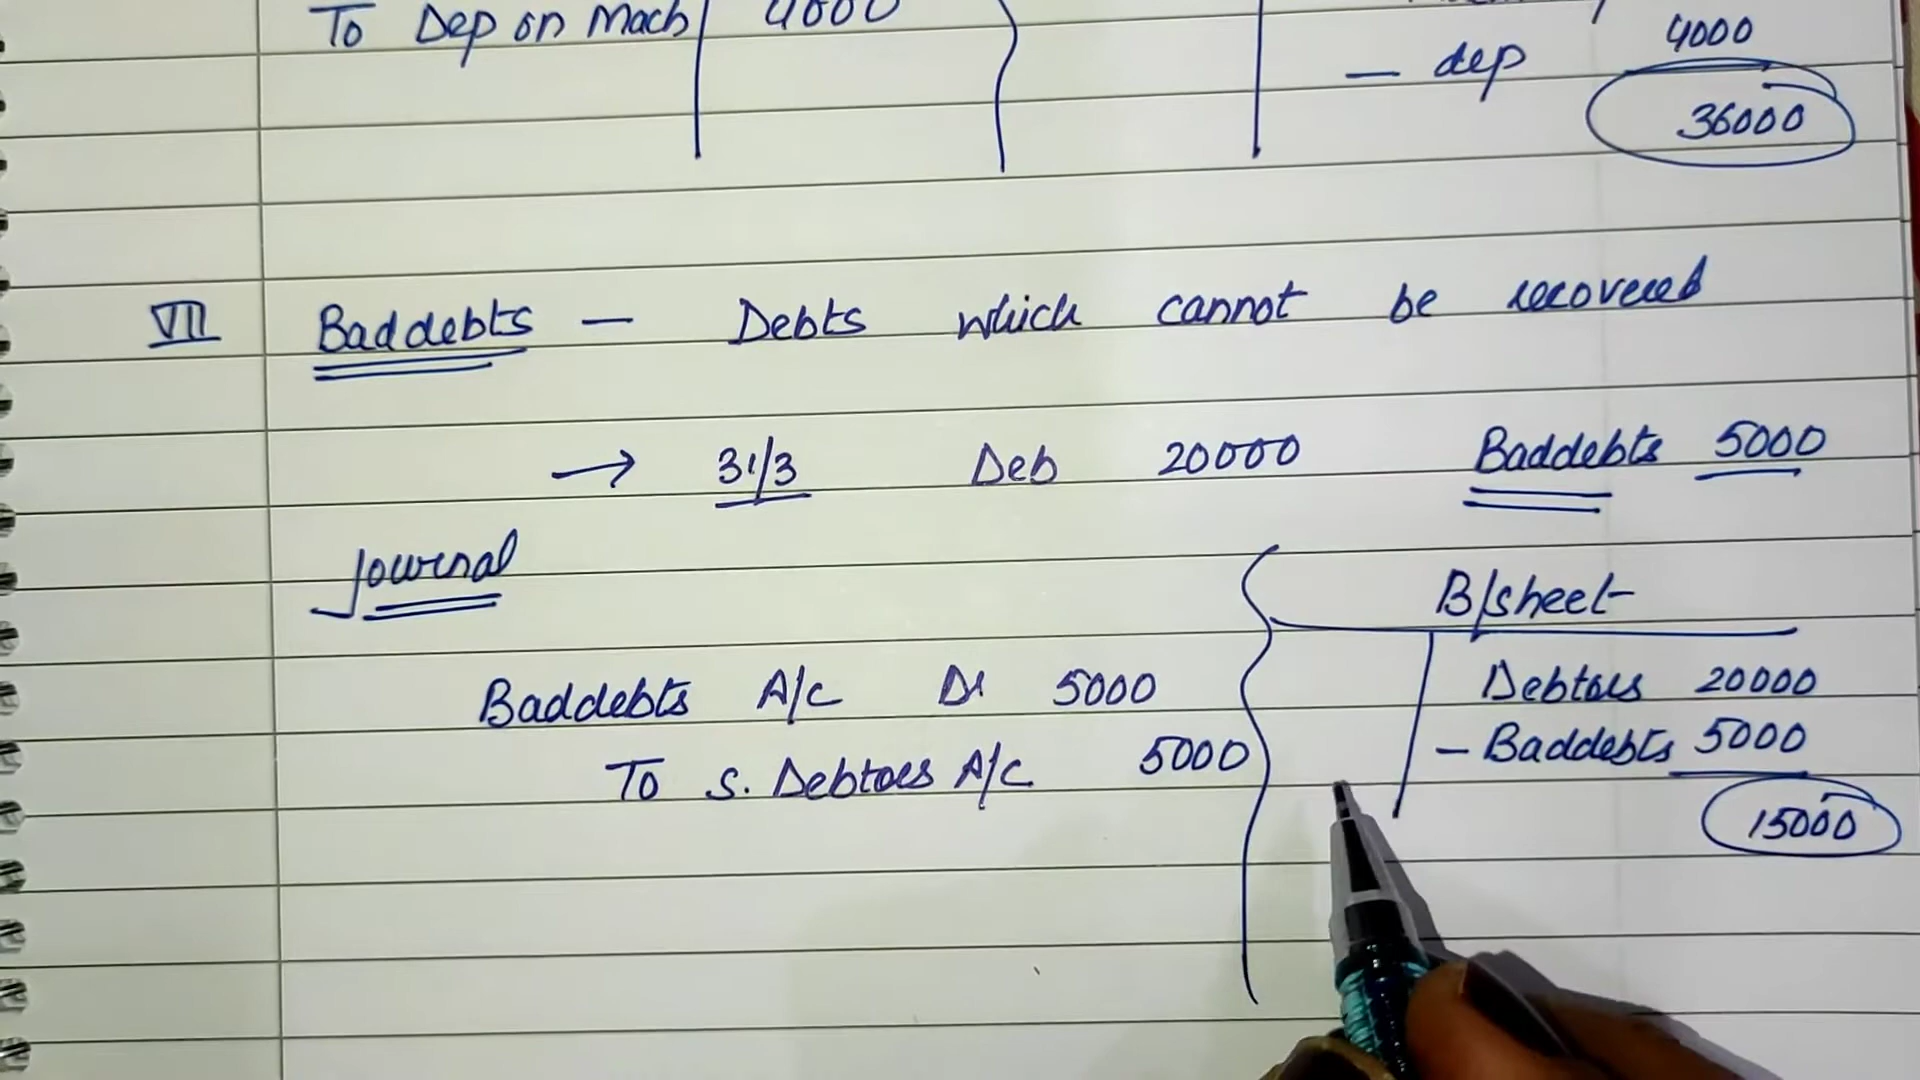 To Dep on Mach 4000
4000
— dep
36000
VII Baddebts — Debts which cannot be recovered
→ 31/3 Deb 20000 Baddebts 5000
Journal
B/sheet
Baddebts A/c Dr 5000
Debtors 20000
To S. Debtors A/c 5000
— Baddebts 5000
15000